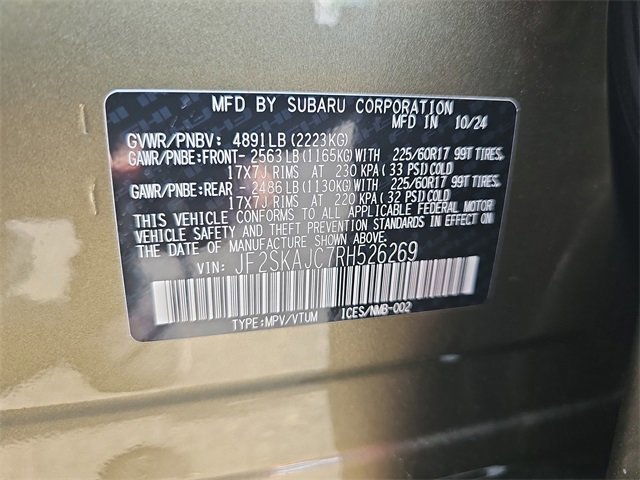 MFD BY SUBARU CORPORATION
MFD IN 10/24
GVWR/PNBV: 4891LB(2223KG)
GAWR/PNBE:FRONT- 2563LB(1165KG)WITH 225/60R17 99T TIRES,
17X7J RIMS AT 230 KPA( 33 PSI)COLD
GAWR/PNBE:REAR - 2486LB(1130KG)WITH 225/60R17 99T TIRES,
17X7J RIMS AT 220 KPA( 32 PSI)COLD
THIS VEHICLE CONFORMS TO ALL APPLICABLE FEDERAL MOTOR
VEHICLE SAFETY AND THEFT PREVENTION STANDARDS IN EFFECT ON
THE DATE OF MANUFACTURE SHOWN ABOVE.
VIN: JF2SKAJC7RH526269
TYPE:MPV/VTUM ICES/NMB-002